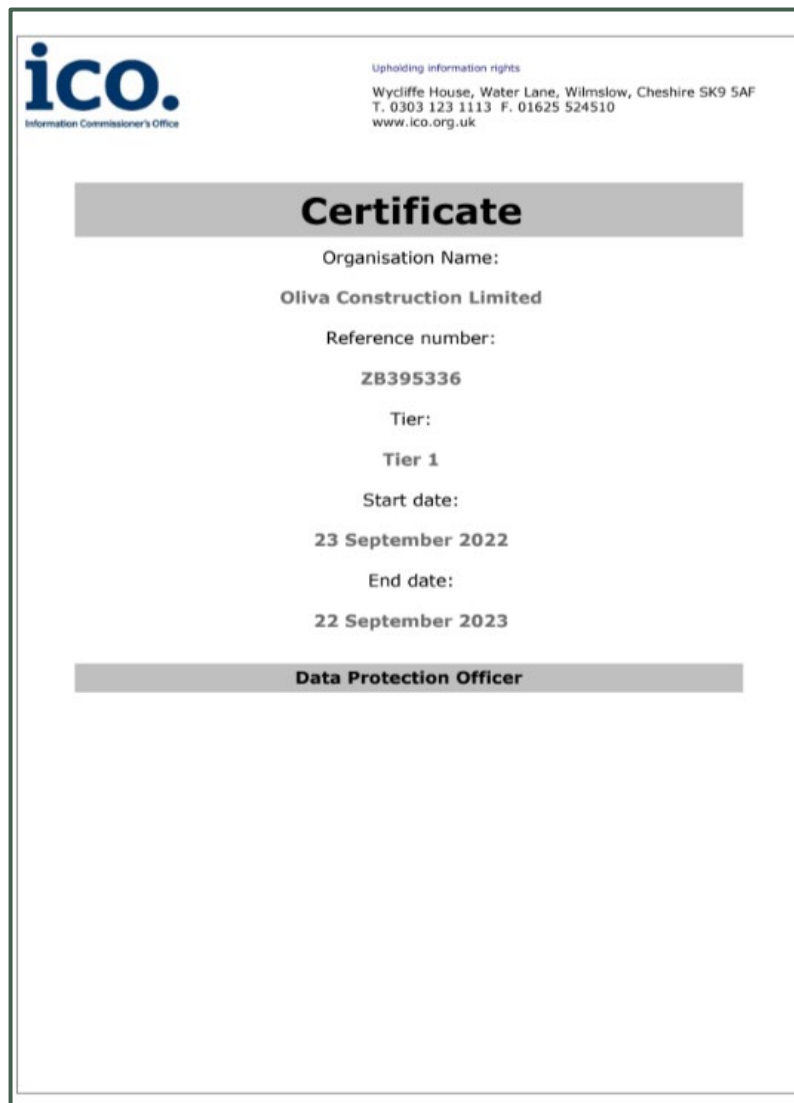 ico.
Information Commissioner's Office
Upholding information rights
Wycliffe House, Water Lane, Wilmslow, Cheshire SK9 5AF
T. 0303 123 1113 F. 01625 524510
www.ico.org.uk
Certificate
Organisation Name:
Oliva Construction Limited
Reference number:
ZB395336
Tier:
Tier 1
Start date:
23 September 2022
End date:
22 September 2023
Data Protection Officer